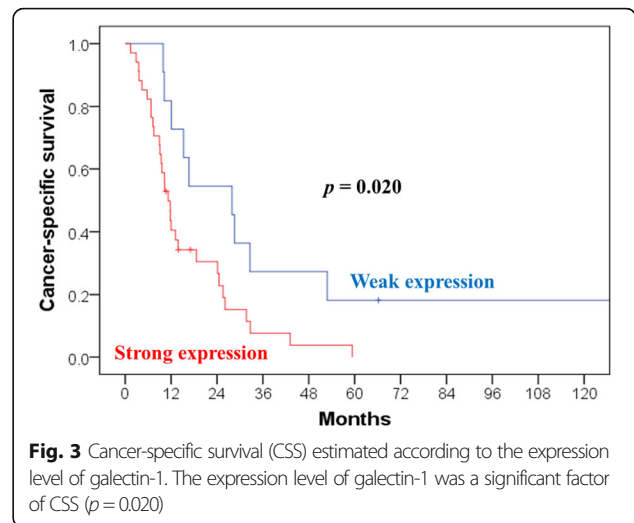 1.0
0.8
0.6
0.4
0.2
0.0
Cancer-specific survival
p = 0.020
Weak expression
Strong expression
0 12 24 36 48 60 72 84 96 108 120
Months
Fig. 3 Cancer-specific survival (CSS) estimated according to the expression
level of galectin-1. The expression level of galectin-1 was a significant factor
of CSS (p = 0.020)